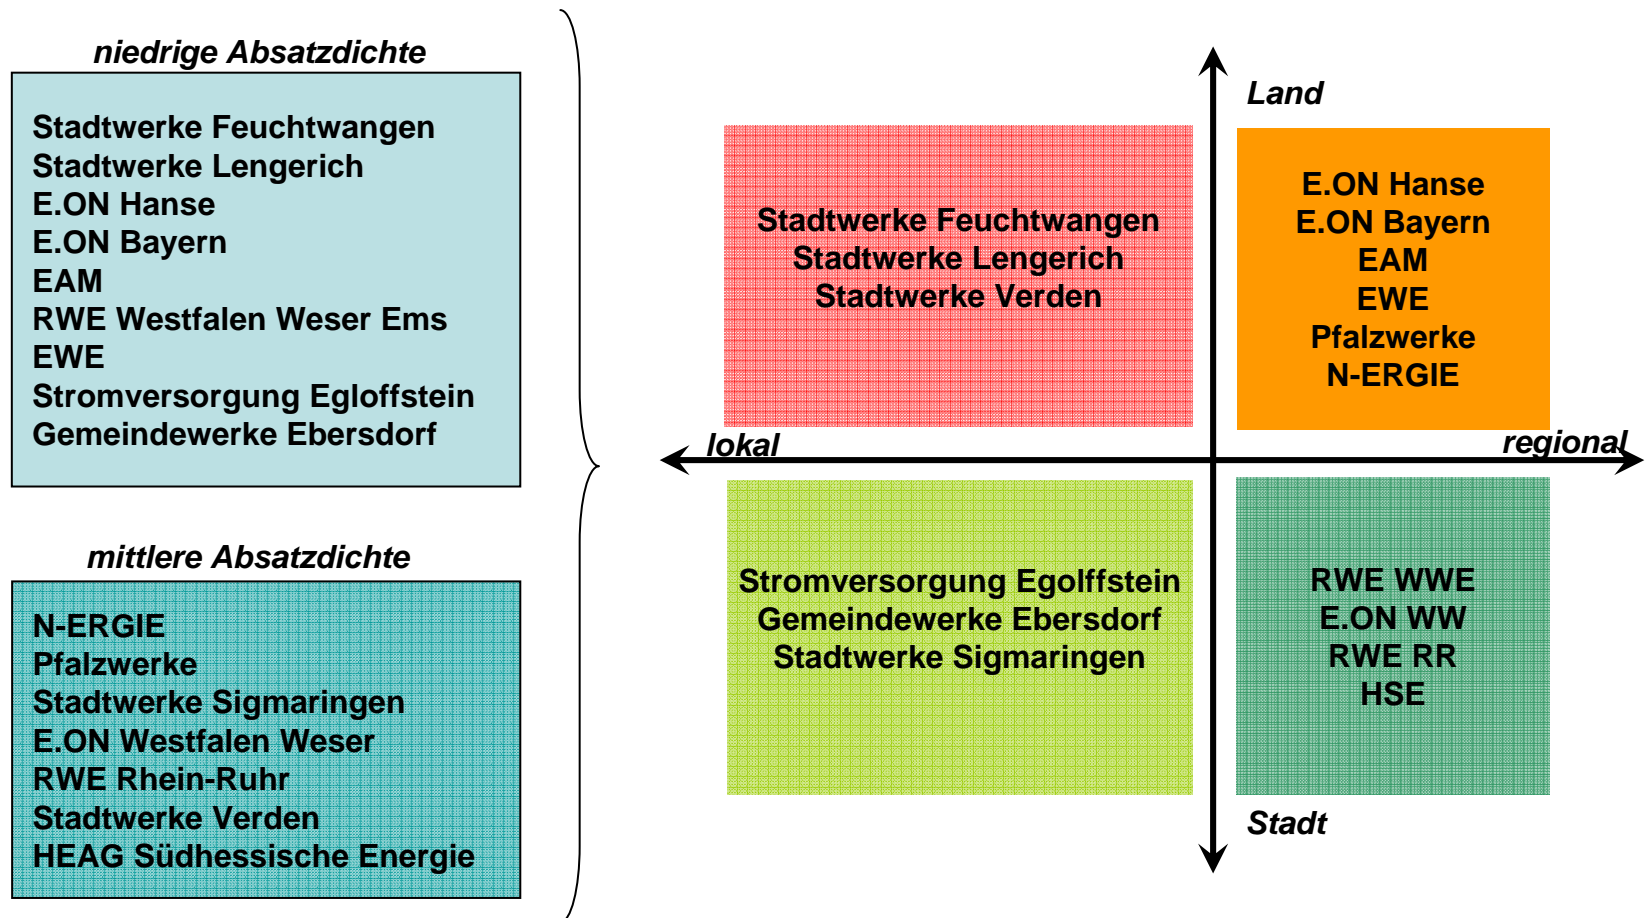 niedrige Absatzdichte
Stadtwerke Feuchtwangen
Stadtwerke Lengerich
E.ON Hanse
E.ON Bayern
EAM
RWE Westfalen Weser Ems
EWE
Stromversorgung Egloffstein
Gemeindewerke Ebersdorf
mittlere Absatzdichte
N-ERGIE
Pfalzwerke
Stadtwerke Sigmaringen
E.ON Westfalen Weser
RWE Rhein-Ruhr
Stadtwerke Verden
HEAG Südhessische Energie
Land
Stadtwerke Feuchtwangen
Stadtwerke Lengerich
Stadtwerke Verden
E.ON Hanse
E.ON Bayern
EAM
EWE
Pfalzwerke
N-ERGIE
lokal
regional
Stromversorgung Egolffstein
Gemeindewerke Ebersdorf
Stadtwerke Sigmaringen
RWE WWE
E.ON WW
RWE RR
HSE
Stadt